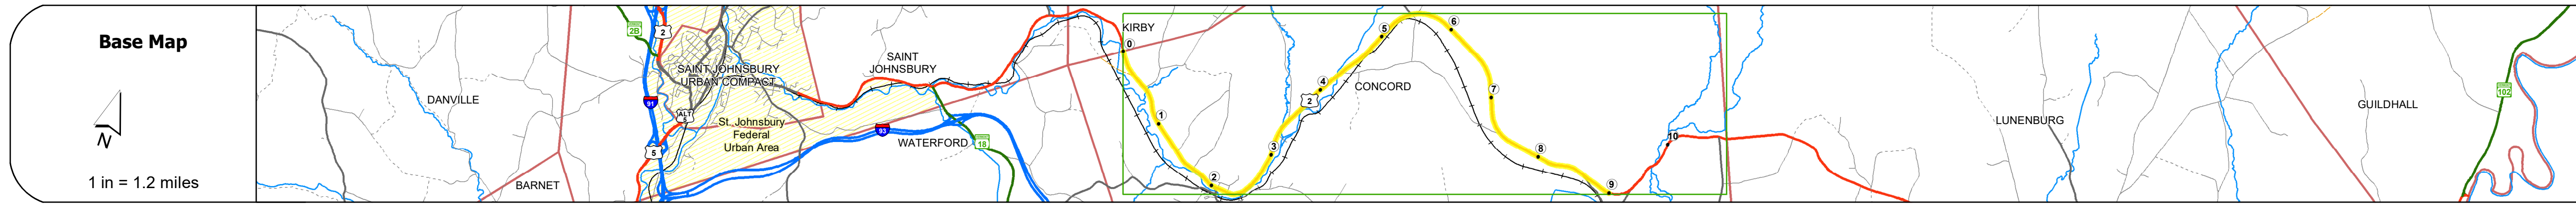 Base Map
N
1 in = 1.2 miles
DANVILLE
BARNET
2B
2
SAINT JOHNSBURY
URBAN COMPACT
91
ALT
5
5
St. Johnsbury
Federal
Urban Area
SAINT
JOHNSBURY
93
WATERFORD
18
KIRBY
0
1
2
3
2
4
5
6
7
8
9
10
CONCORD
LUNENBURG
GUILDHALL
102